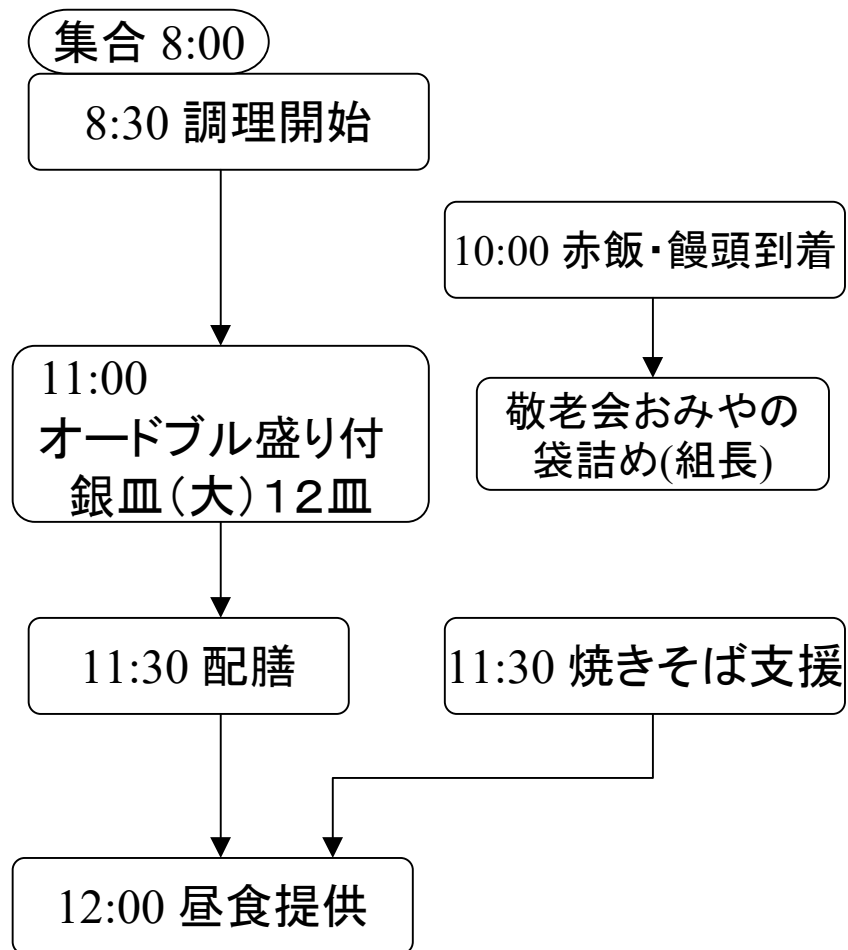 集合 8:00
8:30 調理開始
10:00 赤飯・饅頭到着
11:00
オードブル盛り付
銀皿(大)12皿
敬老会おみやの
袋詰め(組長)
11:30 配膳
11:30 焼きそば支援
12:00 昼食提供